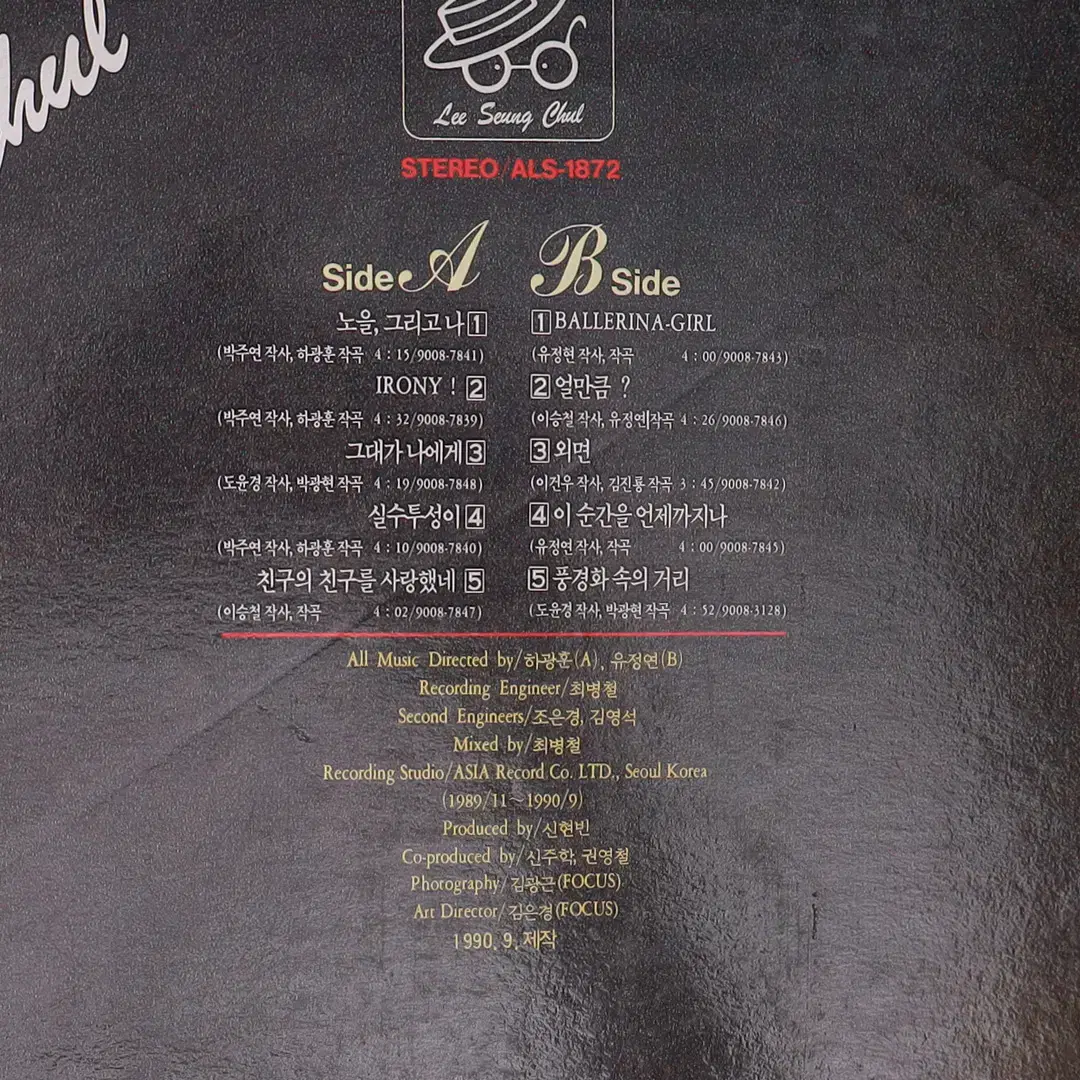 hul
Lee Seung Chul
STEREO/ALS-1872
Side A
노을, 그리고 나 1
(박주연 작사, 하광훈 작곡 4 : 15/9008-7841)
IRONY ! 2
(박주연 작사, 하광훈 작곡 4 : 32/9008-7839)
그대가 나에게 3
(도윤경 작사, 박광현 작곡 4 : 19/9008-7848)
실수투성이 4
(박주연 작사, 하광훈 작곡 4 : 10/9008-7840)
친구의 친구를 사랑했네 5
(이승철 작사, 작곡 4 : 02/9008-7847)
B Side
1 BALLERINA-GIRL
(유정현 작사, 작곡 4 : 00/9008-7843)
2 얼만큼 ?
(이승철 작사, 유정연작곡 4 : 26/9008-7846)
3 외면
(이건우 작사, 김진룡 작곡 3 : 45/9008-7842)
4 이 순간을 언제까지나
(유정연 작사, 작곡 4 : 00/9008-7845)
5 풍경화 속의 거리
(도윤경 작사, 박광현 작곡 4 : 52/9008-3128)
All Music Directed by/하광훈(A), 유정연(B)
Recording Engineer/최병철
Second Engineers/조은경, 김영석
Mixed by/최병철
Recording Studio/ASIA Record Co. LTD., Seoul Korea
(1989/11~1990/9)
Produced by/신현빈
Co-produced by/신주학, 권영철
Photography/김광근(FOCUS)
Art Director/김은경(FOCUS)
1990. 9. 제작